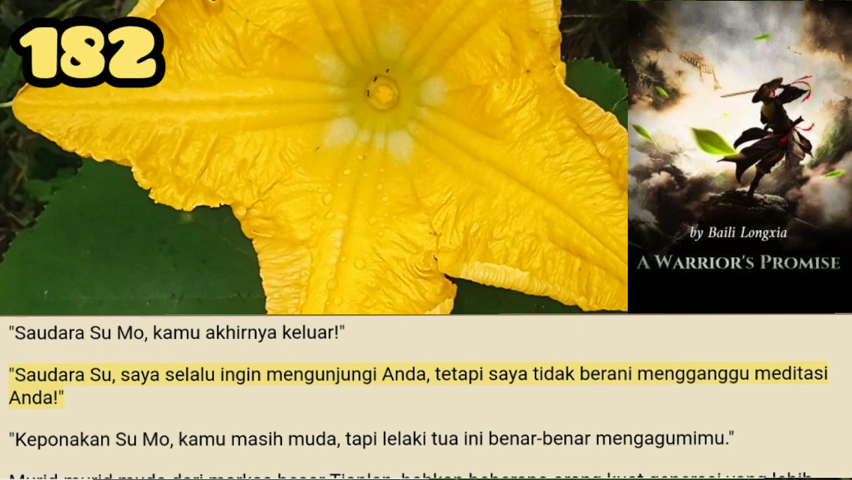 182
by Baili Longxia
A WARRIOR'S PROMISE
"Saudara Su Mo, kamu akhirnya keluar!"
"Saudara Su, saya selalu ingin mengunjungi Anda, tetapi saya tidak berani mengganggu meditasi
Anda!"
"Keponakan Su Mo, kamu masih muda, tapi lelaki tua ini benar-benar mengagumimu."